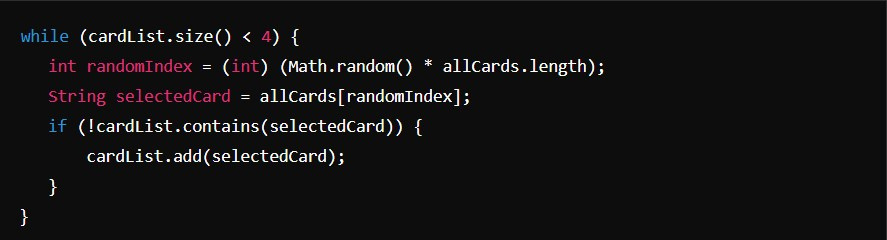 while (cardList.size() < 4) {
int randomIndex = (int) (Math.random() * allCards.length);
String selectedCard = allCards[randomIndex];
if (!cardList.contains(selectedCard)) {
cardList.add(selectedCard);
}
}